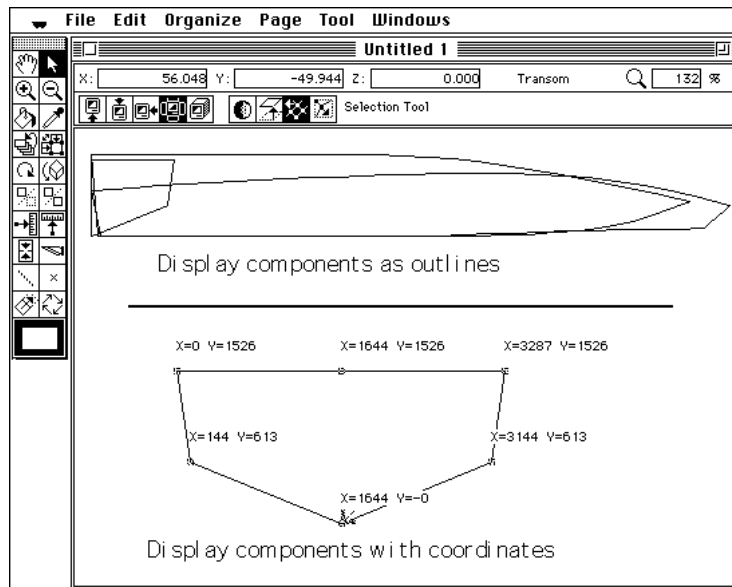 File Edit Organize Page Tool Windows
Untitled 1
X: 56.048 Y: -49.944 Z: 0.000 Transom 132 %
Selection Tool
Display components as outlines
X=0 Y=1526 X=1644 Y=1526 X=3287 Y=1526
X=144 Y=613 X=3144 Y=613
X=1644 Y=-0
Display components with coordinates